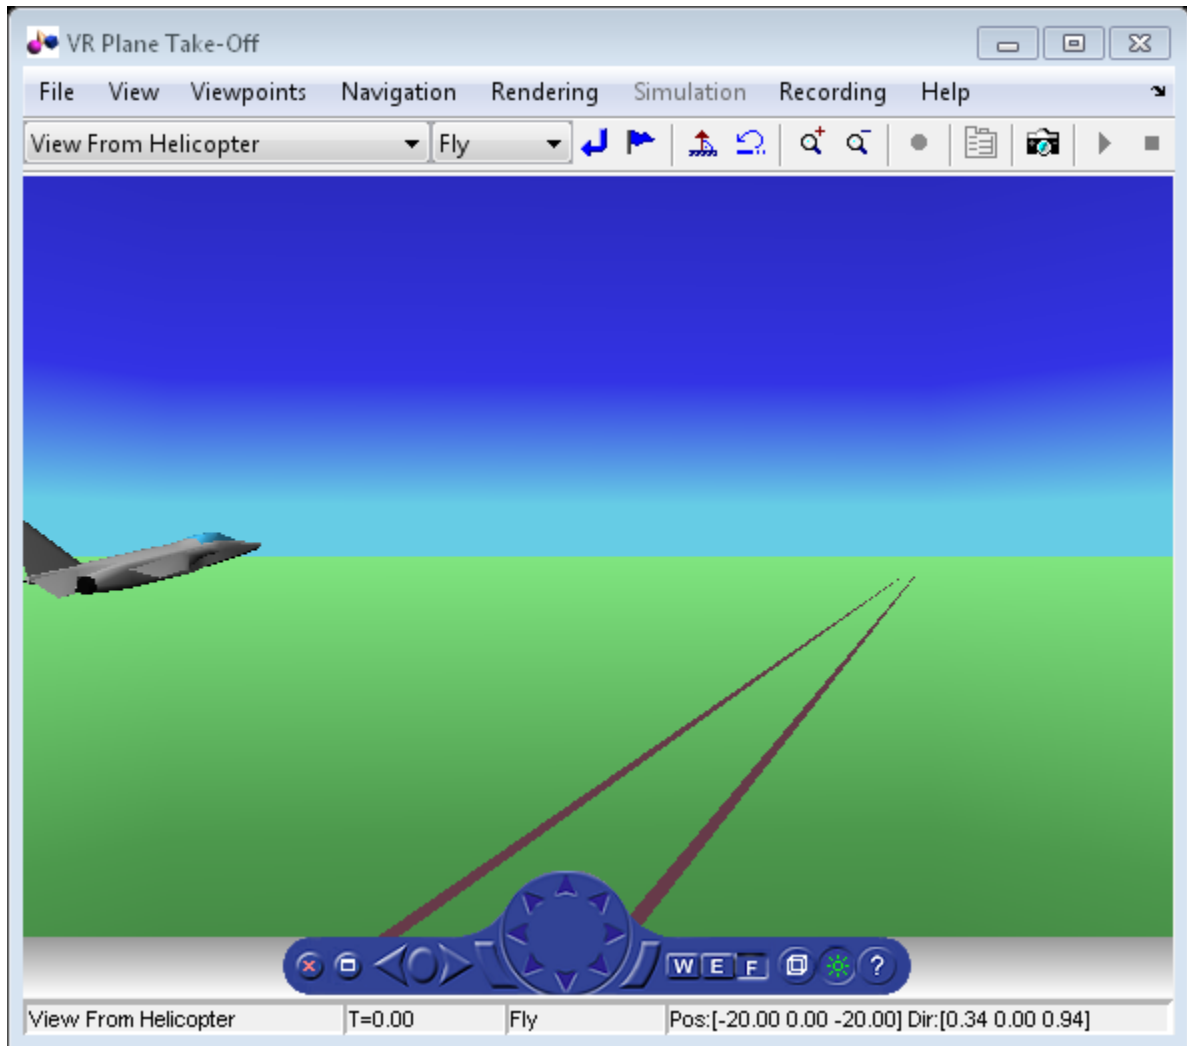 VR Plane Take-Off
File View Viewpoints Navigation Rendering Simulation Recording Help
View From Helicopter Fly
W E F ?
View From Helicopter T=0.00 Fly Pos:[-20.00 0.00 -20.00] Dir:[0.34 0.00 0.94]